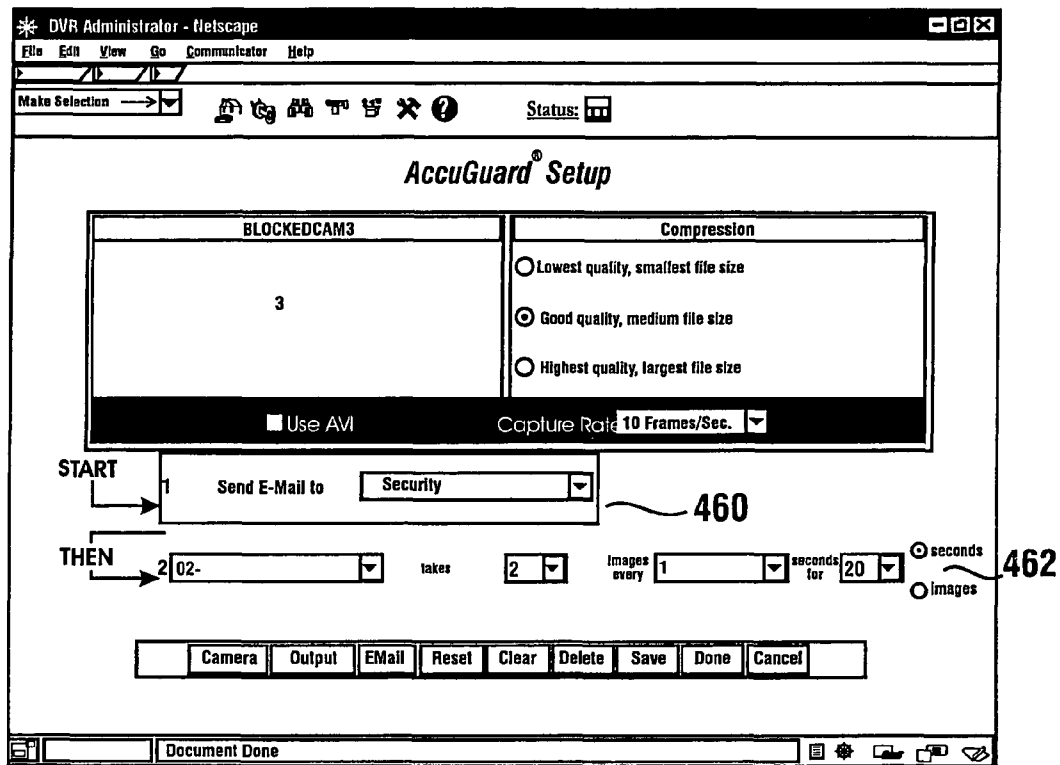 DVR Administrator - Netscape
File Edit View Go Communicator Help
Make Selection
Status:
AccuGuard® Setup
BLOCKEDCAM3
Compression
3
Lowest quality, smallest file size
Good quality, medium file size
Highest quality, largest file size
Use AVI
Capture Rate 10 Frames/Sec.
START
1 Send E-Mail to Security
460
THEN
2 02- takes 2 Images every 1 seconds for 20
seconds
images
462
Camera Output EMail Reset Clear Delete Save Done Cancel
Document Done